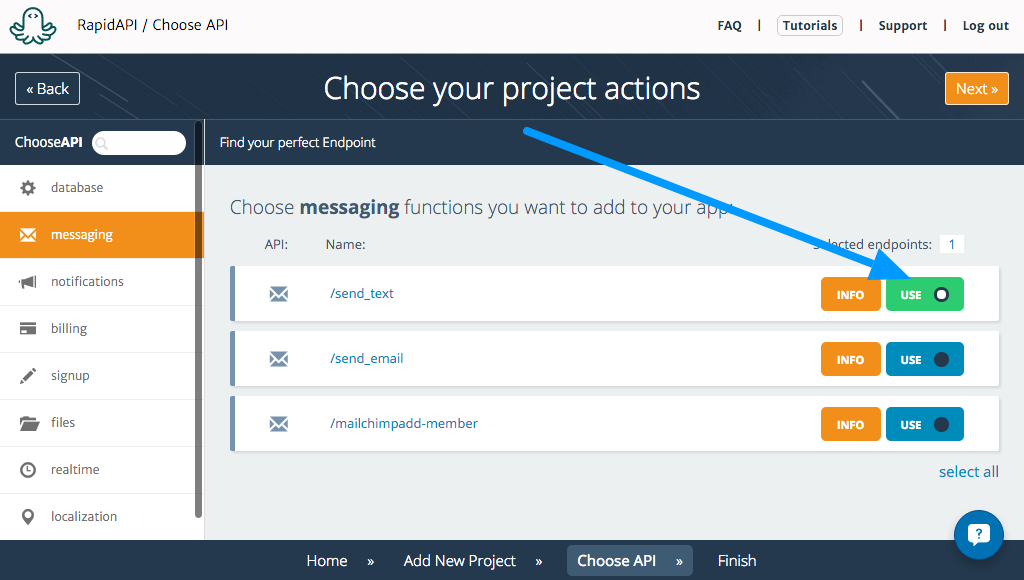 RapidAPI / Choose API
FAQ | Tutorials | Support | Log out
« Back
Choose your project actions
Next »
ChooseAPI
Find your perfect Endpoint
database
messaging
notifications
billing
signup
files
realtime
localization
Choose messaging functions you want to add to your app:
API: Name: Selected endpoints: 1
/send_text INFO USE
/send_email INFO USE
/mailchimpadd-member INFO USE
select all
?
Home » Add New Project » Choose API » Finish